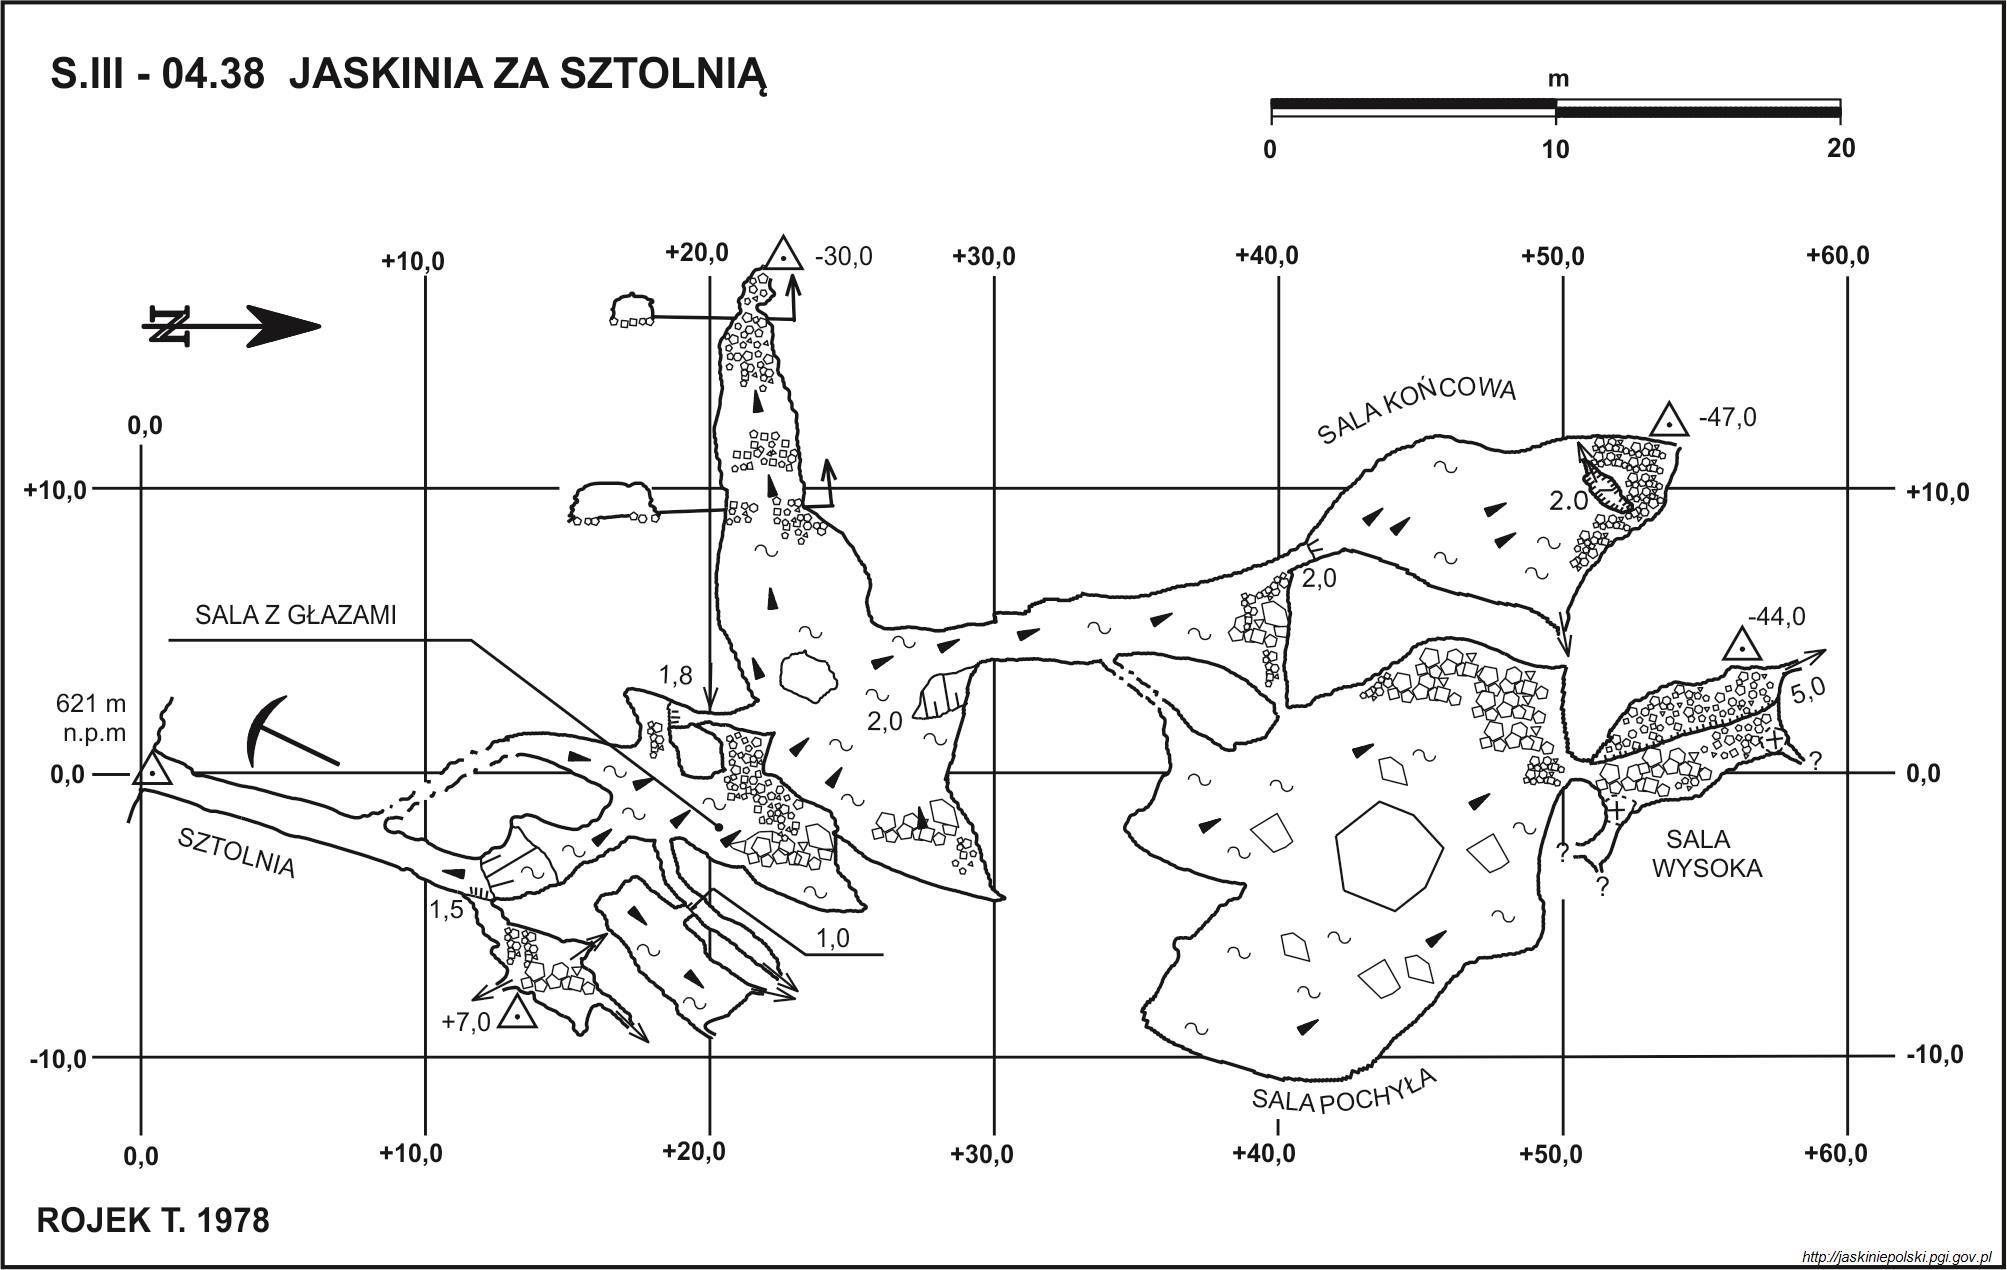 S.III - 04.38 JASKINIA ZA SZTOLNIĄ
m
0 10 20
+10,0 +20,0 -30,0 +30,0 +40,0 +50,0 +60,0
N
0,0
SALA KOŃCOWA
-47,0
+10,0
2.0
+10,0
2,0
SALA Z GŁAZAMI
-44,0
1,8
5,0
621 m
n.p.m
2,0
0,0
?
0,0
SZTOLNIA
SALA
WYSOKA
?
?
1,5
1,0
+7,0
-10,0
-10,0
SALA POCHYŁA
0,0 +10,0 +20,0 +30,0 +40,0 +50,0 +60,0
ROJEK T. 1978
http://jaskiniepolski.pgi.gov.pl